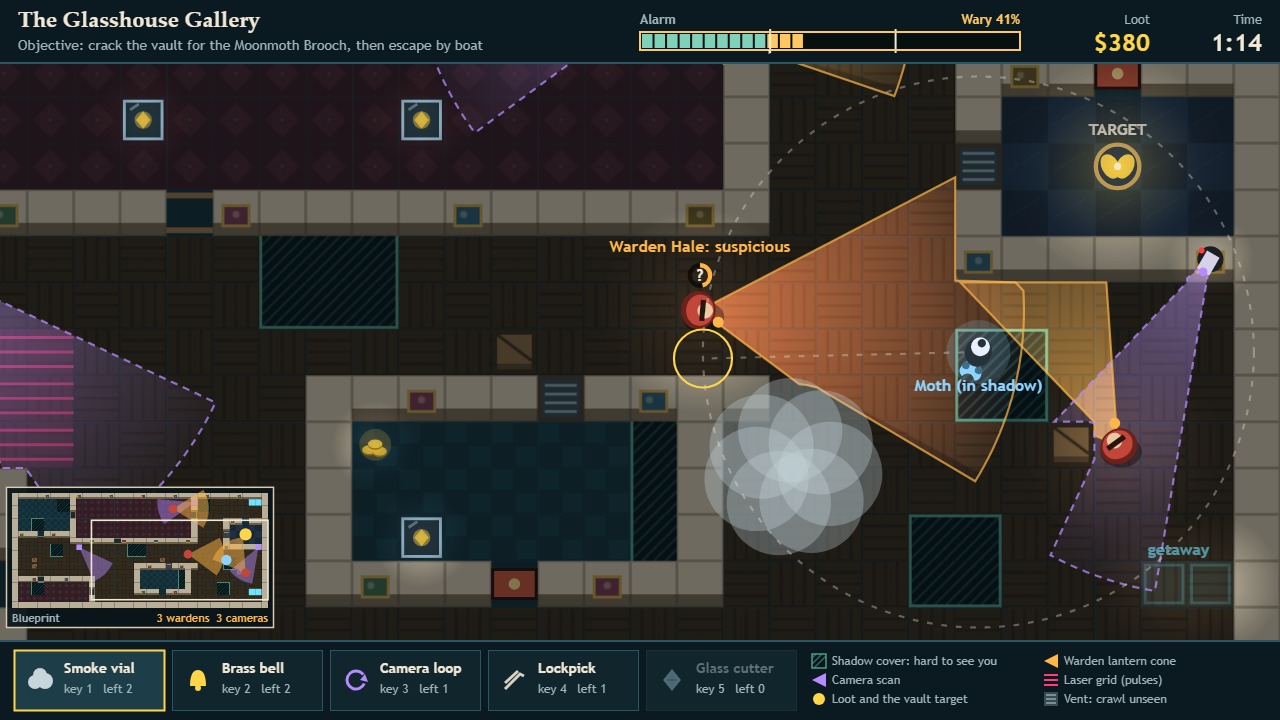 The Glasshouse Gallery
Objective: crack the vault for the Moonmoth Brooch, then escape by boat
Alarm
Wary 41%
Loot
$380
Time
1:14
TARGET
Warden Hale: suspicious
?
Moth (in shadow)
getaway
Blueprint
3 wardens 3 cameras
Smoke vial
key 1 left 2
Brass bell
key 2 left 2
Camera loop
key 3 left 1
Lockpick
key 4 left 1
Glass cutter
key 5 left 0
Shadow cover: hard to see you
Camera scan
Loot and the vault target
Warden lantern cone
Laser grid (pulses)
Vent: crawl unseen